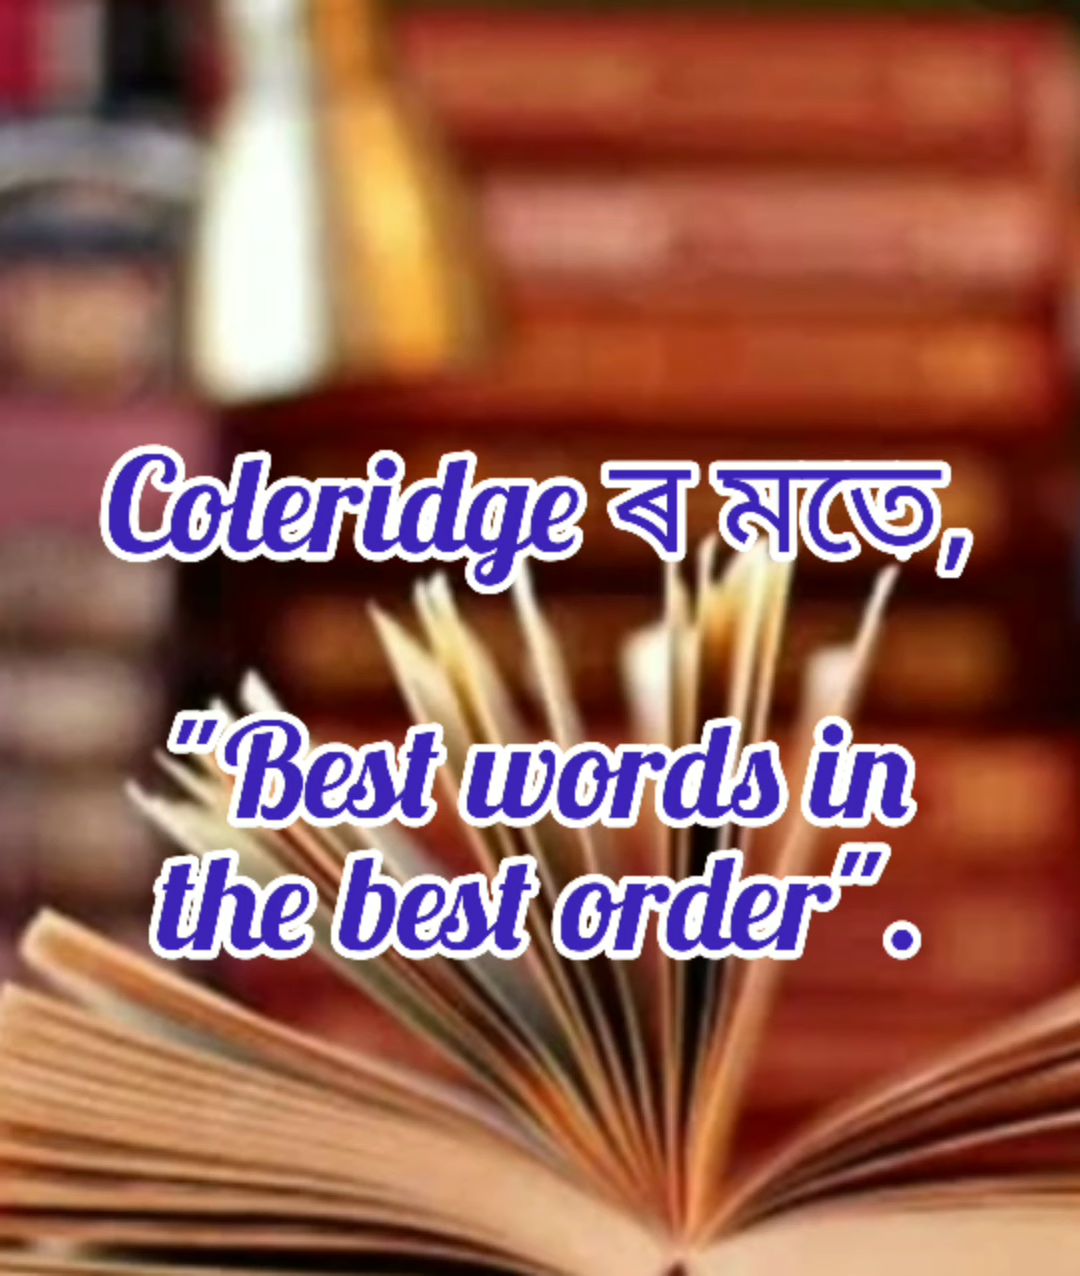 Coleridge ৰ মতে,
"Best words in
the best order".